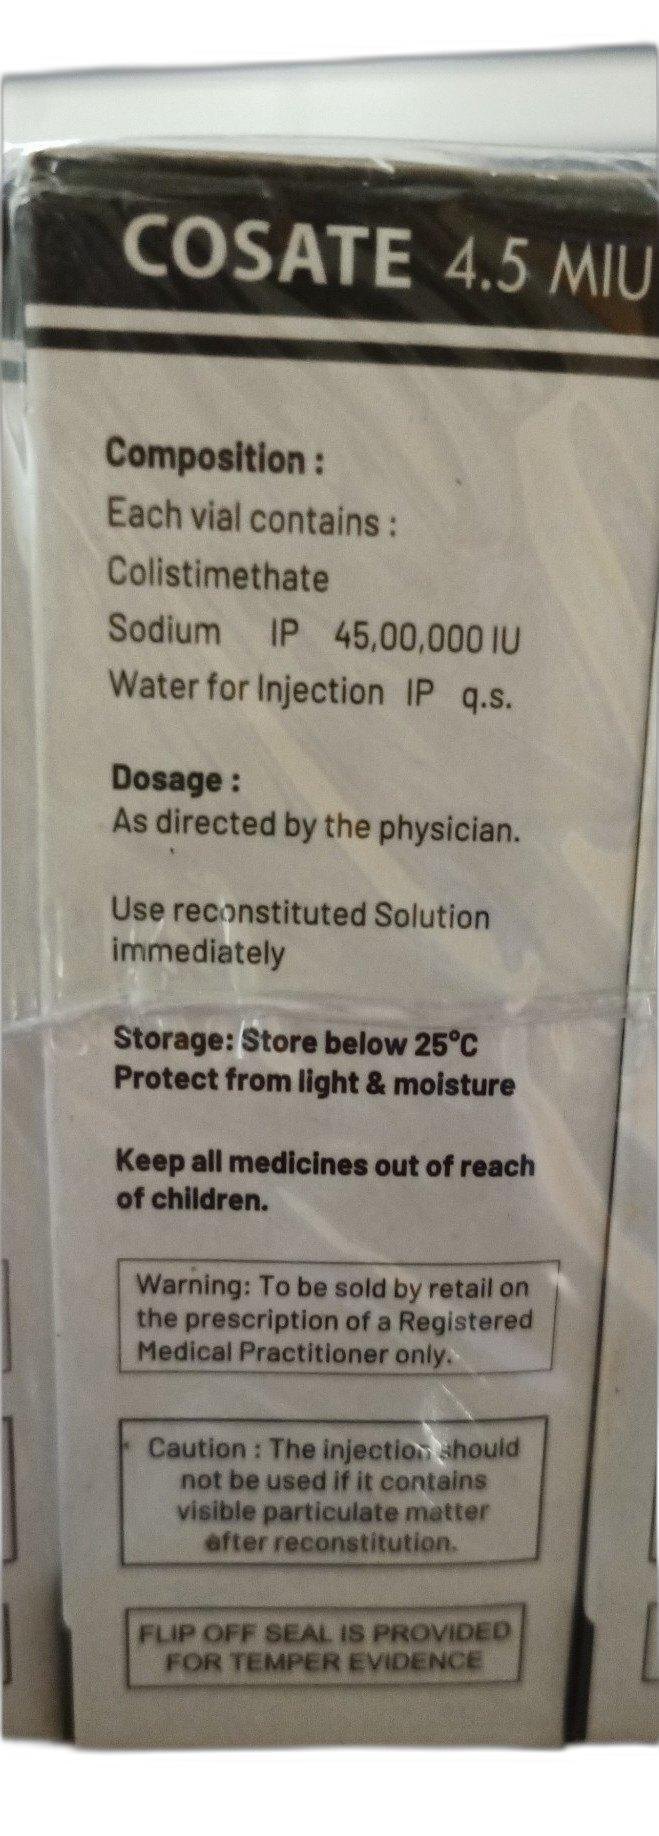 COSATE 4.5 MIU
Composition :
Each vial contains :
Colistimethate
Sodium IP 45,00,000 IU
Water for Injection IP q.s.
Dosage :
As directed by the physician.
Use reconstituted Solution
immediately
Storage: Store below 25°C
Protect from light & moisture
Keep all medicines out of reach
of children.
Warning: To be sold by retail on
the prescription of a Registered
Medical Practitioner only.
Caution : The injection should
not be used if it contains
visible particulate matter
after reconstitution.
FLIP OFF SEAL IS PROVIDED
FOR TEMPER EVIDENCE